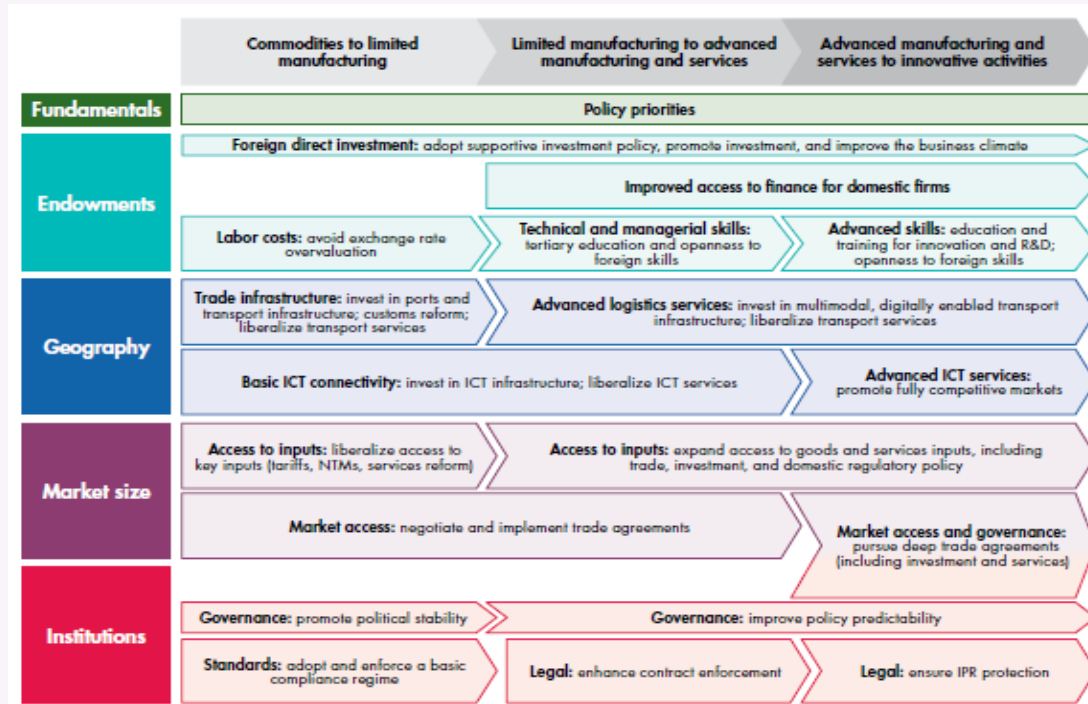 Commodities to limited
manufacturing
Limited manufacturing to advanced
manufacturing and services
Advanced manufacturing and
services to innovative activities
Fundamentals
Policy priorities
Endowments
Foreign direct investment: adopt supportive investment policy, promote investment, and improve the business climate
Improved access to finance for domestic firms
Labor costs: avoid exchange rate
overvaluation
Technical and managerial skills:
tertiary education and openness to
foreign skills
Advanced skills: education and
training for innovation and R&D;
openness to foreign skills
Geography
Trade infrastructure: invest in ports and
transport infrastructure; customs reform;
liberalize transport services
Advanced logistics services: invest in multimodal, digitally enabled transport
infrastructure; liberalize transport services
Basic ICT connectivity: invest in ICT infrastructure; liberalize ICT services
Advanced ICT services:
promote fully competitive markets
Market size
Access to inputs: liberalize access to
key inputs (tariffs, NTMs, services reform)
Access to inputs: expand access to goods and services inputs, including
trade, investment, and domestic regulatory policy
Market access: negotiate and implement trade agreements
Market access and governance:
pursue deep trade agreements
(including investment and services)
Institutions
Governance: promote political stability
Governance: improve policy predictability
Standards: adopt and enforce a basic
compliance regime
Legal: enhance contract enforcement
Legal: ensure IPR protection